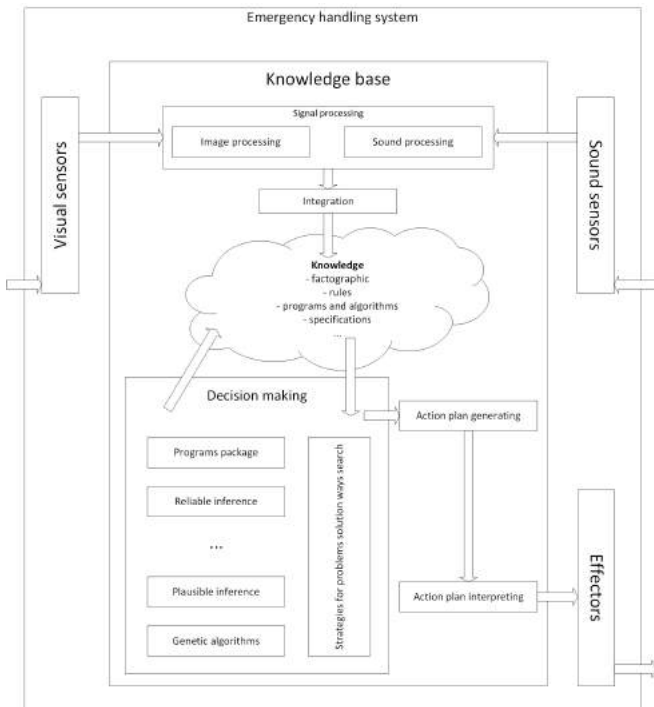 Emergency handling system
Knowledge base
Signal processing
Image processing
Sound processing
Visual sensors
Sound sensors
Integration
Knowledge
- factographic
- rules
- programs and algorithms
- specifications
...
Decision making
Programs package
Reliable inference
...
Plausible inference
Genetic algorithms
Strategies for problems solution ways search
Action plan generating
Action plan interpreting
Effectors